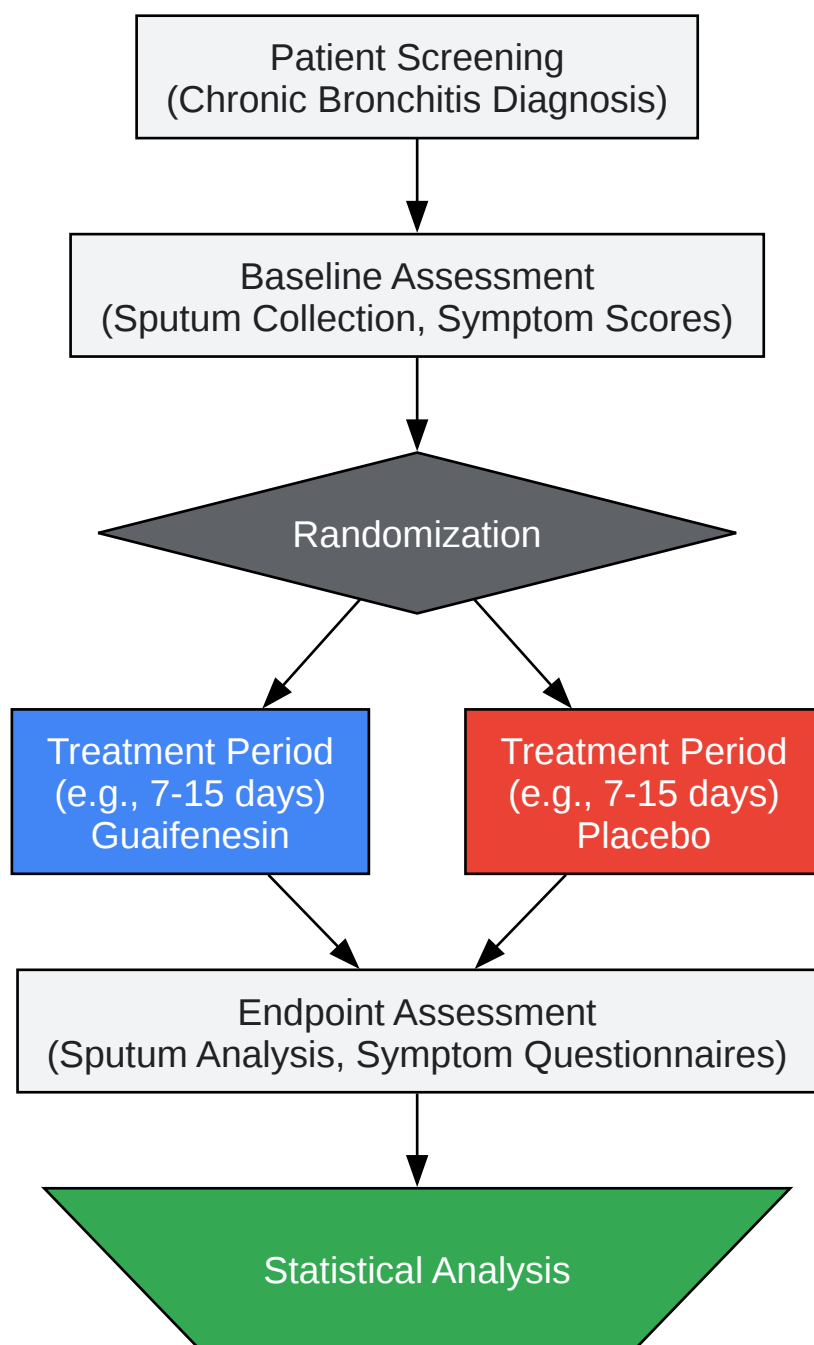 Patient Screening
(Chronic Bronchitis Diagnosis)
Baseline Assessment
(Sputum Collection, Symptom Scores)
Randomization
Treatment Period
(e.g., 7-15 days)
Guaifenesin
Treatment Period
(e.g., 7-15 days)
Placebo
Endpoint Assessment
(Sputum Analysis, Symptom Questionnaires)
Statistical Analysis